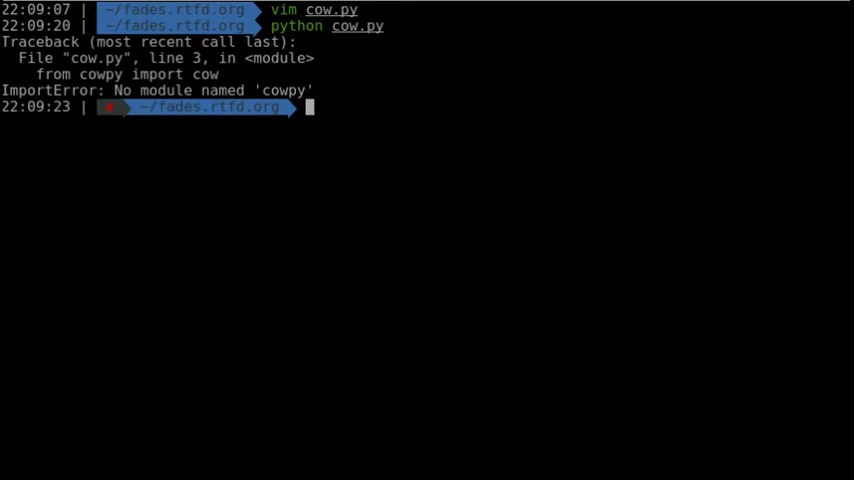 22:09:07 | ~/fades.rtfd.org vim cow.py
22:09:20 | ~/fades.rtfd.org python cow.py
Traceback (most recent call last):
  File "cow.py", line 3, in <module>
    from cowpy import cow
ImportError: No module named 'cowpy'
22:09:23 | ~/fades.rtfd.org